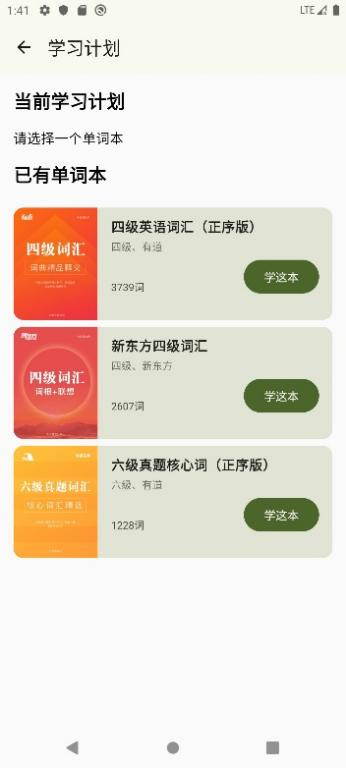 1:41
LTE
学习计划
当前学习计划
请选择一个单词本
已有单词本
四级词汇
词典精品释义
四级英语词汇（正序版）
四级、有道
3739词
学这本
四级词汇
词根+联想
新东方四级词汇
四级、新东方
2607词
学这本
六级真题词汇
核心词汇精选
六级真题核心词（正序版）
六级、有道
1228词
学这本